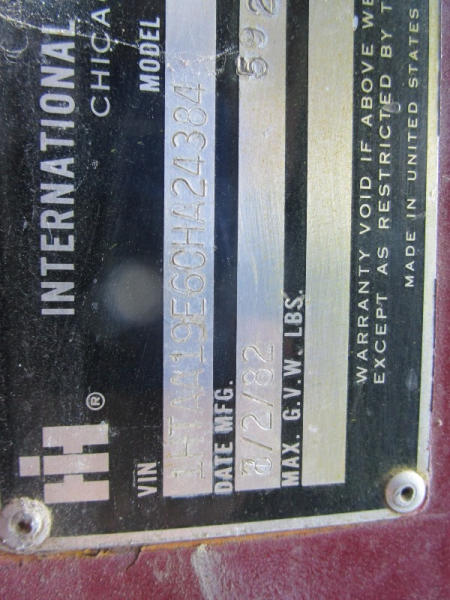 INTERNATIONAL
CHICA
MODEL
VIN 1HTAA19E6CHA24384
DATE MFG. /2/82 592
MAX. G.V.W. LBS.
WARRANTY VOID IF ABOVE WE
EXCEPT AS RESTRICTED BY T
MADE IN UNITED STATES